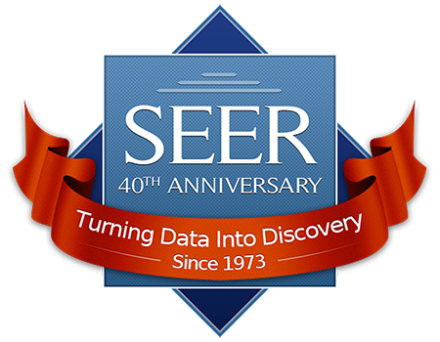 SEER
40TH ANNIVERSARY
Turning Data Into Discovery
Since 1973